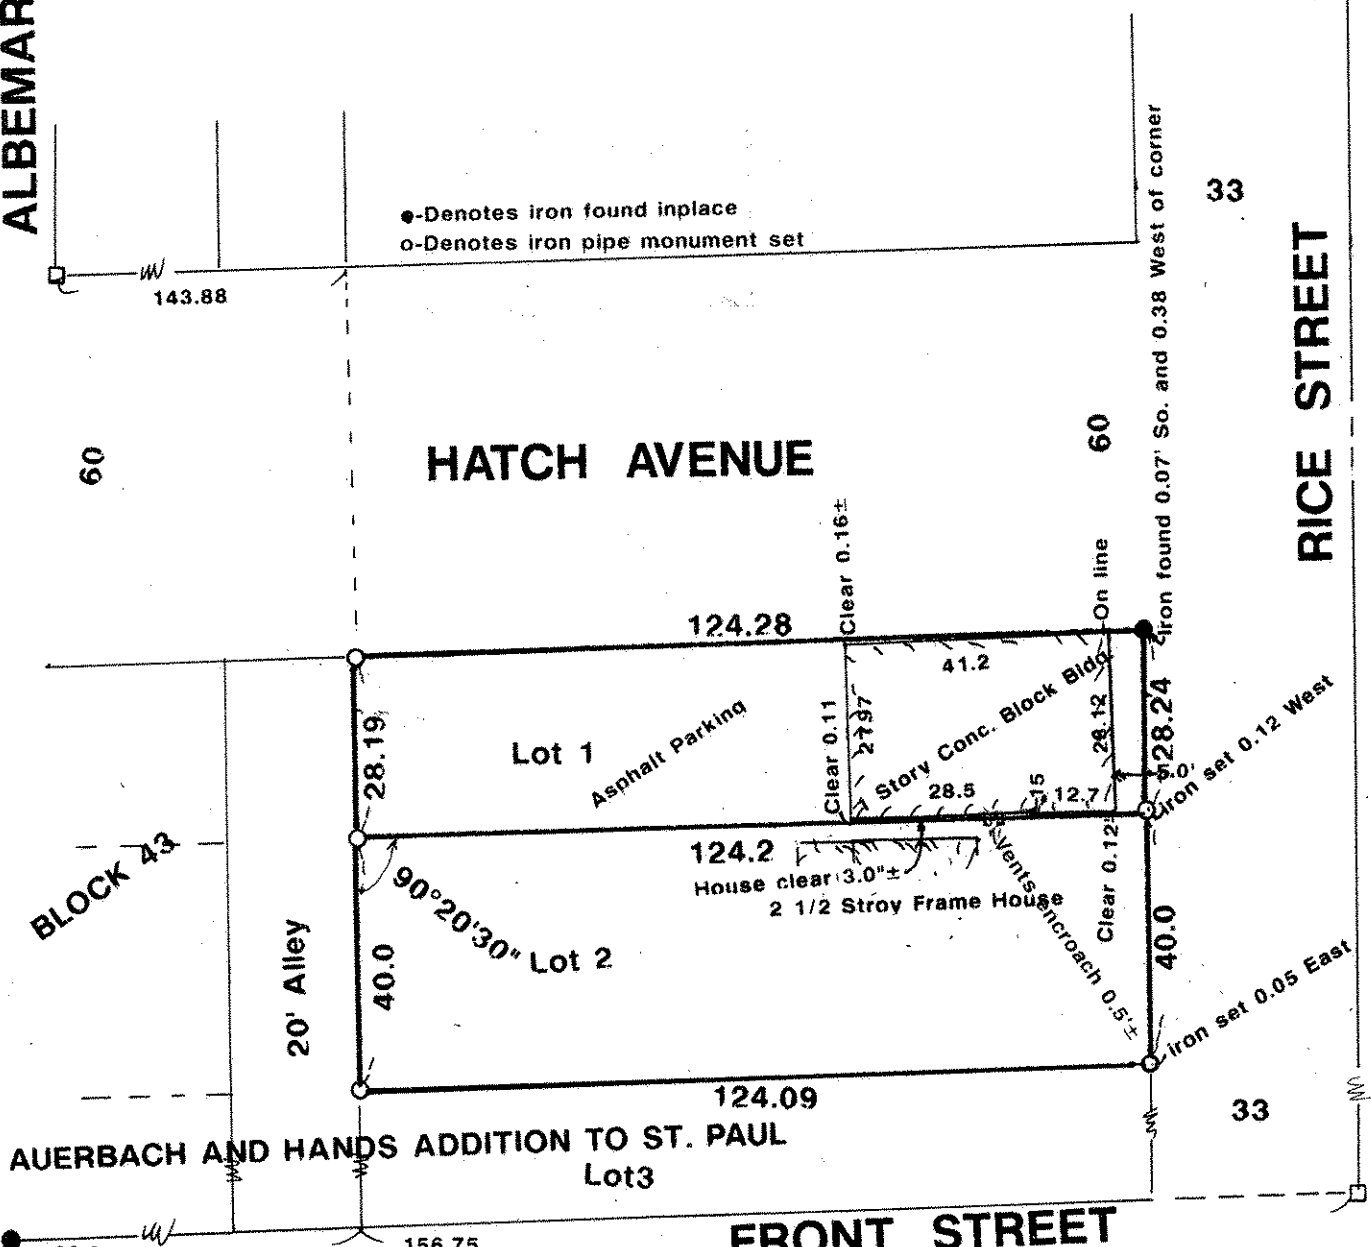 ALBEMAR
●-Denotes iron found inplace
o-Denotes iron pipe monument set
143.88
33
iron found 0.07' So. and 0.38 West of corner
RICE STREET
60
HATCH AVENUE
60
Clear 0.16±
On line
124.28
41.2
28.19
Lot 1
Asphalt Parking
Clear 0.11
27.97
Story Conc. Block Bldg.
28.12
28.24
5.0'
iron set 0.12 West
28.5
.15
12.7
124.2
House clear 3.0"±
2 1/2 Stroy Frame House
Vents encroach 0.5'±
Clear 0.12
BLOCK 43
90°20'30"
Lot 2
20' Alley
40.0
40.0
iron set 0.05 East
124.09
33
AUERBACH AND HANDS ADDITION TO ST. PAUL
Lot3
156.75
FRONT STREET